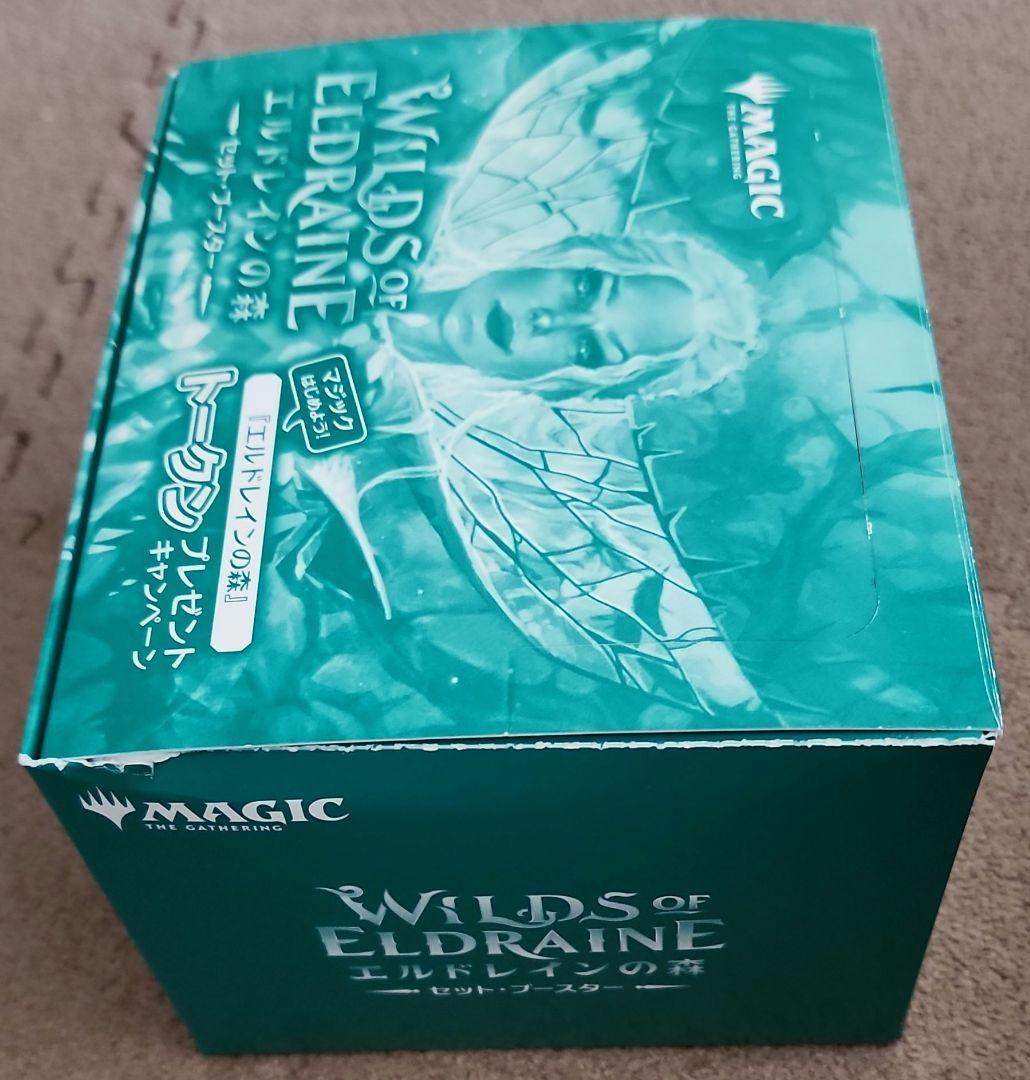 MAGIC
THE GATHERING
WILDS OF
ELDRAINE
エルドレインの森
セット・ブースター
マジック
はじめよう!
『エルドレインの森』
トークン
プレゼント
キャンペーン
MAGIC
THE GATHERING
WILDS OF
ELDRAINE
エルドレインの森
セット・ブースター